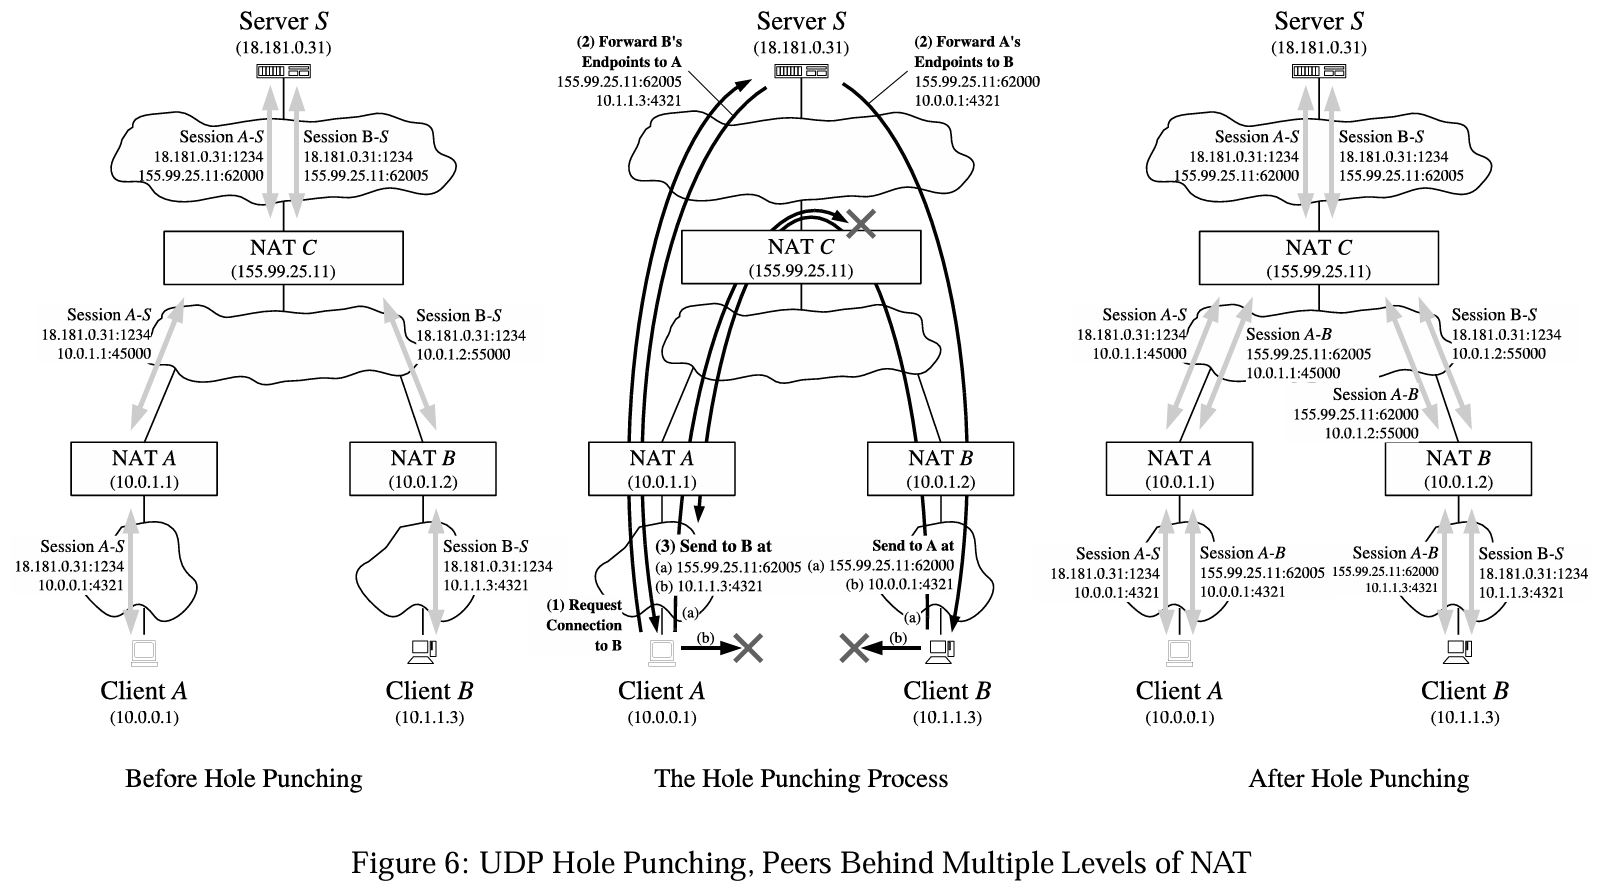 Server S
(18.181.0.31)
Session A-S
18.181.0.31:1234
155.99.25.11:62000
Session B-S
18.181.0.31:1234
155.99.25.11:62005
NAT C
(155.99.25.11)
Session A-S
18.181.0.31:1234
10.0.1.1:45000
Session B-S
18.181.0.31:1234
10.0.1.2:55000
NAT A
(10.0.1.1)
NAT B
(10.0.1.2)
Session A-S
18.181.0.31:1234
10.0.0.1:4321
Session B-S
18.181.0.31:1234
10.1.1.3:4321
Client A
(10.0.0.1)
Client B
(10.1.1.3)
Before Hole Punching
Server S
(18.181.0.31)
(2) Forward B's
Endpoints to A
155.99.25.11:62005
10.1.1.3:4321
(2) Forward A's
Endpoints to B
155.99.25.11:62000
10.0.0.1:4321
NAT C
(155.99.25.11)
NAT A
(10.0.1.1)
NAT B
(10.0.1.2)
(3) Send to B at
(a) 155.99.25.11:62005
(b) 10.1.1.3:4321
Send to A at
(a) 155.99.25.11:62000
(b) 10.0.0.1:4321
(1) Request
Connection
to B
(a)
(b)
(a)
(b)
Client A
(10.0.0.1)
Client B
(10.1.1.3)
The Hole Punching Process
Server S
(18.181.0.31)
Session A-S
18.181.0.31:1234
155.99.25.11:62000
Session B-S
18.181.0.31:1234
155.99.25.11:62005
NAT C
(155.99.25.11)
Session A-S
18.181.0.31:1234
10.0.1.1:45000
Session A-B
155.99.25.11:62005
10.0.1.1:45000
Session B-S
18.181.0.31:1234
10.0.1.2:55000
Session A-B
155.99.25.11:62000
10.0.1.2:55000
NAT A
(10.0.1.1)
NAT B
(10.0.1.2)
Session A-S
18.181.0.31:1234
10.0.0.1:4321
Session A-B
155.99.25.11:62005
10.0.0.1:4321
Session A-B
155.99.25.11:62000
10.1.1.3:4321
Session B-S
18.181.0.31:1234
10.1.1.3:4321
Client A
(10.0.0.1)
Client B
(10.1.1.3)
After Hole Punching
Figure 6: UDP Hole Punching, Peers Behind Multiple Levels of NAT